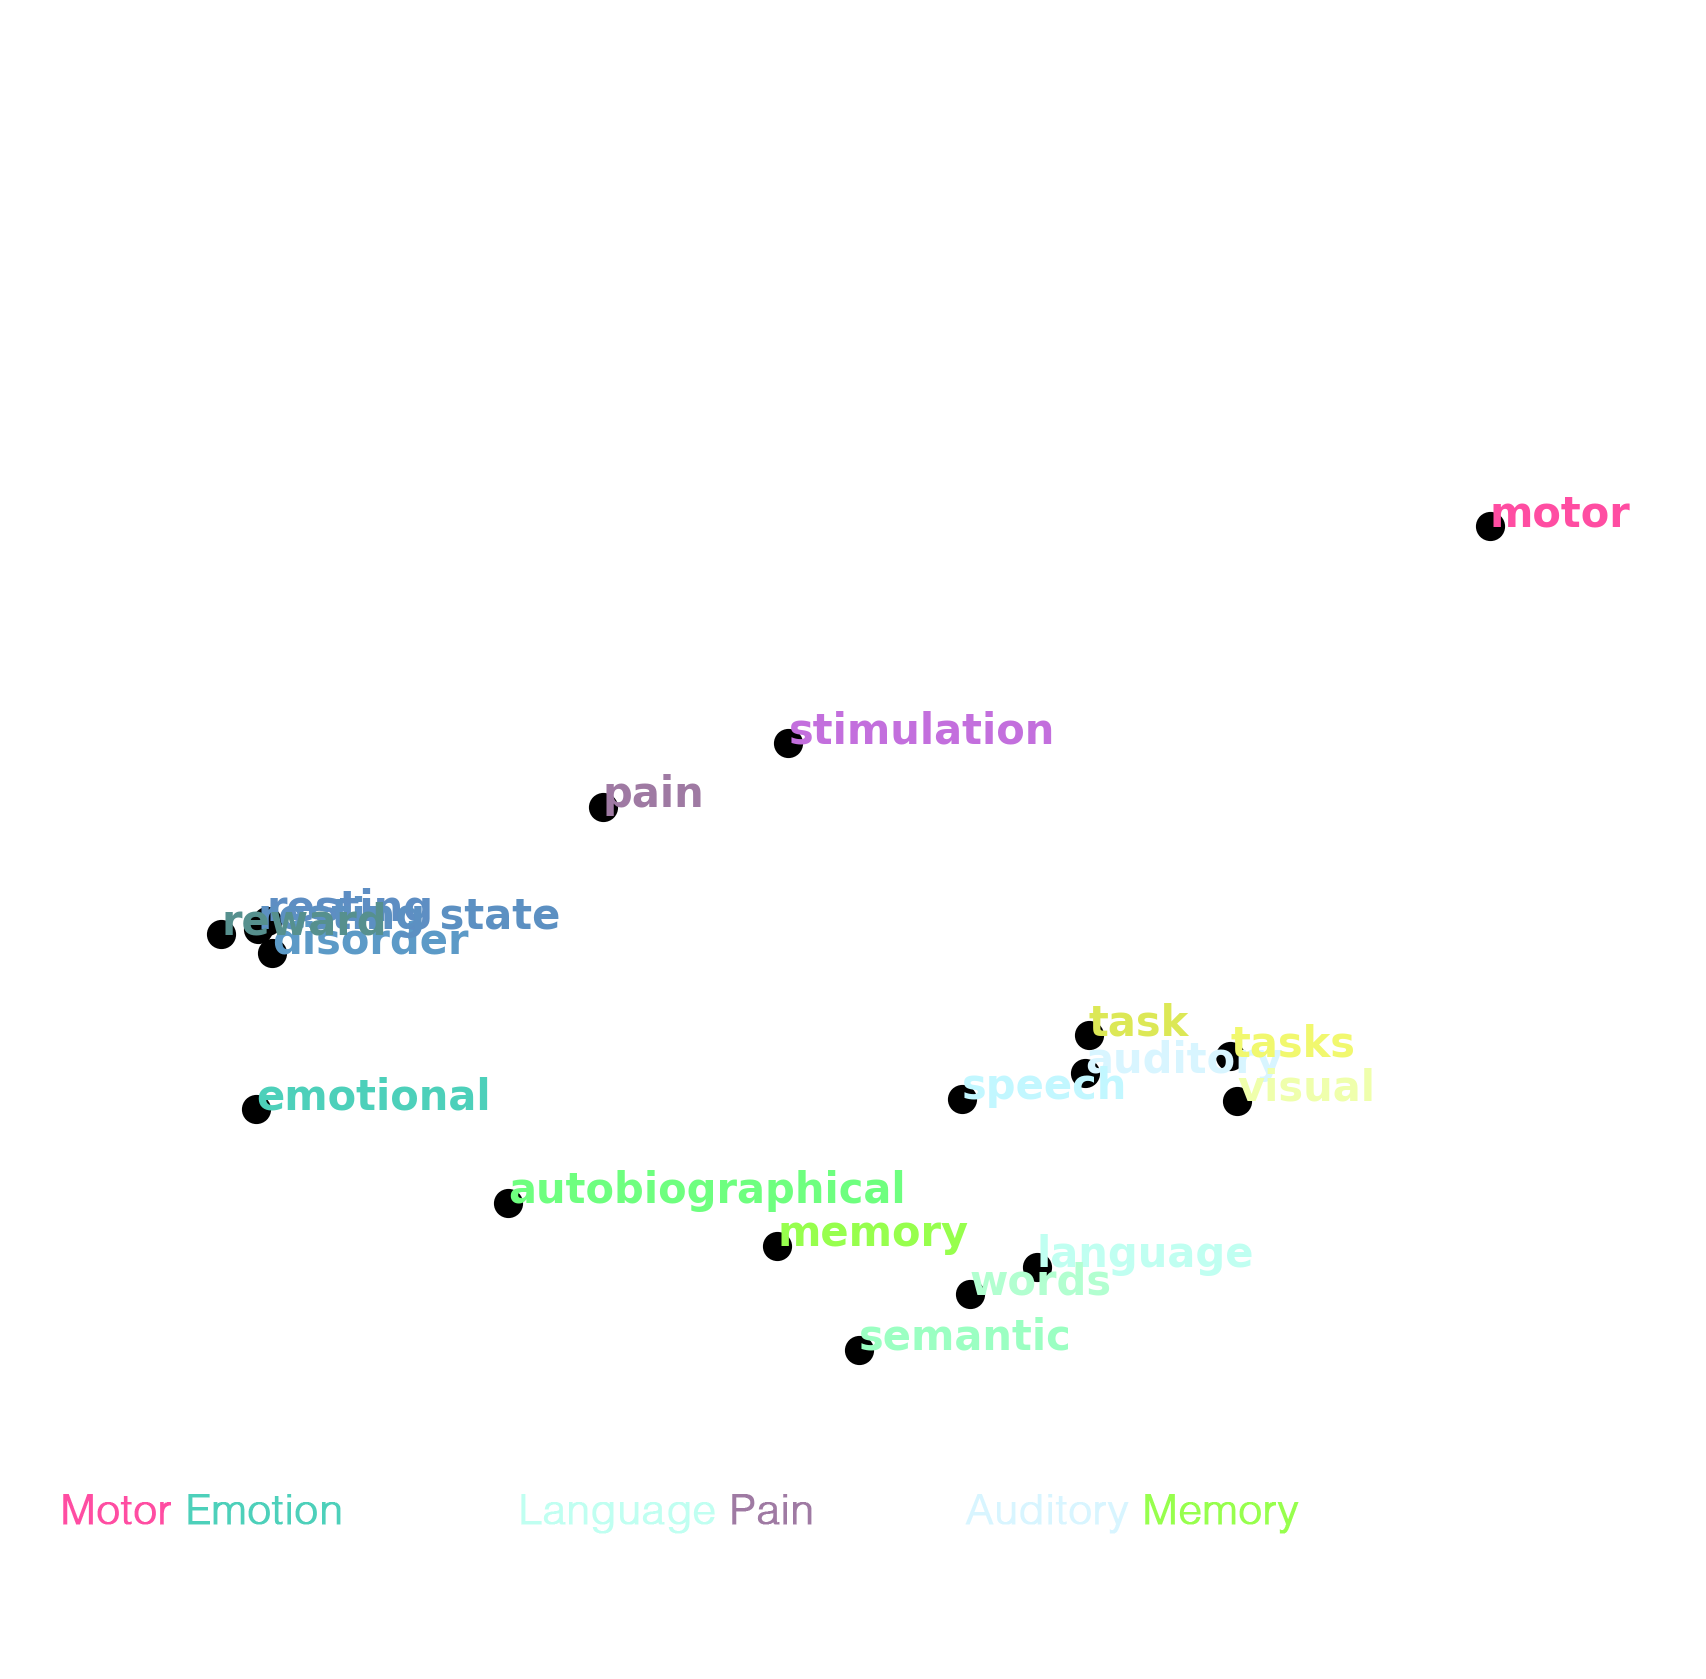 motor
stimulation
pain
resting
resting state
reward
disorder
task
tasks
auditory
speech
visual
emotional
autobiographical
memory
language
words
semantic
Motor Emotion Language Pain Auditory Memory